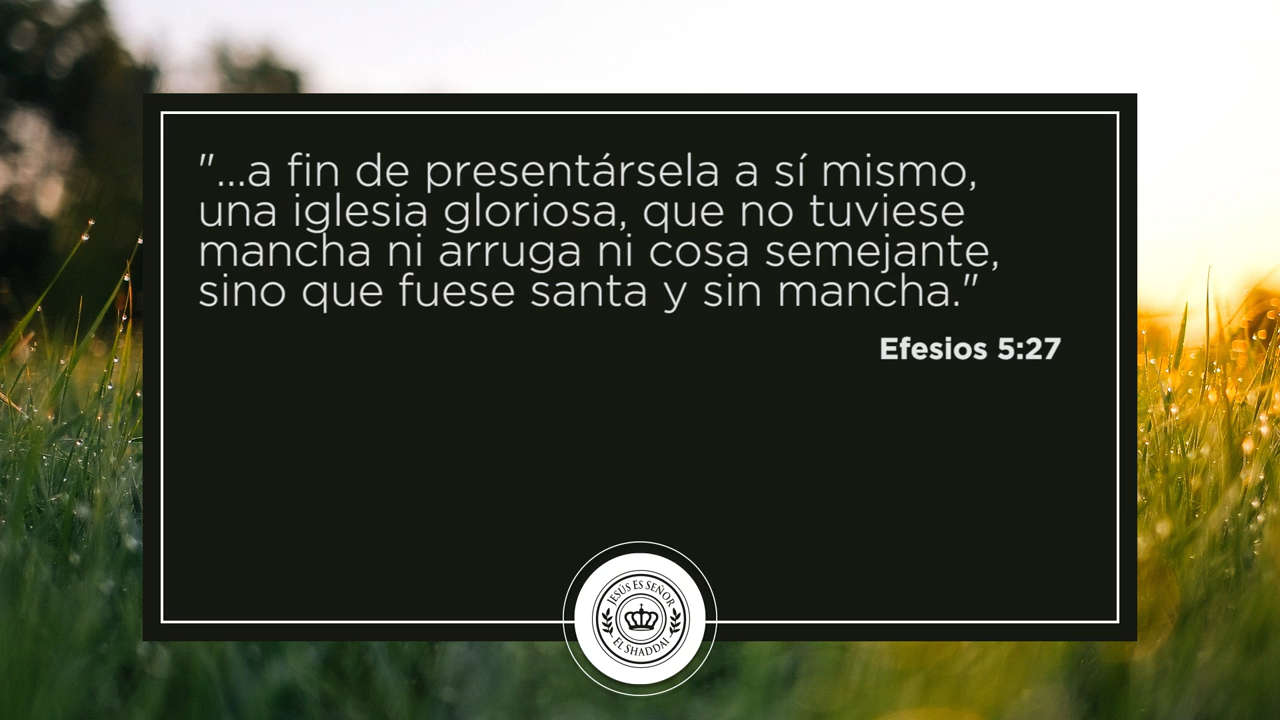 "...a fin de presentársela a sí mismo,
una iglesia gloriosa, que no tuviese
mancha ni arruga ni cosa semejante,
sino que fuese santa y sin mancha."
Efesios 5:27
JESÚS ES SEÑOR
EL SHADDAI